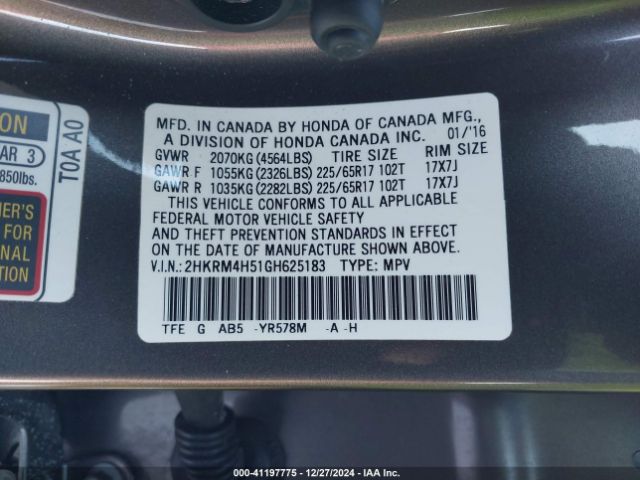 MFD. IN CANADA BY HONDA OF CANADA MFG.,
A DIVISION OF HONDA CANADA INC. 01/'16
GVWR 2070KG (4564LBS) TIRE SIZE RIM SIZE
GAWR F 1055KG (2326LBS) 225/65R17 102T 17X7J
GAWR R 1035KG (2282LBS) 225/65R17 102T 17X7J
THIS VEHICLE CONFORMS TO ALL APPLICABLE
FEDERAL MOTOR VEHICLE SAFETY
AND THEFT PREVENTION STANDARDS IN EFFECT
ON THE DATE OF MANUFACTURE SHOWN ABOVE.
V.I.N.: 2HKRM4H51GH625183 TYPE: MPV
TFE G AB5 -YR578M -A -H
ION
AR 3
850lbs.
ER'S
FOR
NAL
T0A A0
000-41197775 - 12/27/2024 - IAA Inc.